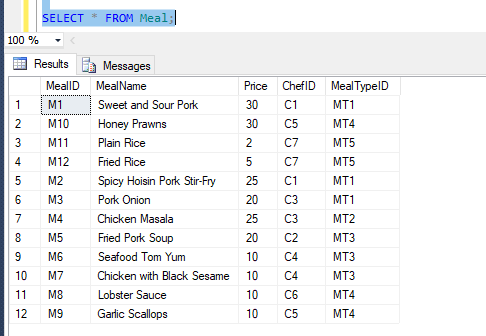 SELECT * FROM Meal;
100 %
Results Messages
MealID MealName Price ChefID MealTypeID
1 M1 Sweet and Sour Pork 30 C1 MT1
2 M10 Honey Prawns 30 C5 MT4
3 M11 Plain Rice 2 C7 MT5
4 M12 Fried Rice 5 C7 MT5
5 M2 Spicy Hoisin Pork Stir-Fry 25 C1 MT1
6 M3 Pork Onion 20 C3 MT1
7 M4 Chicken Masala 25 C3 MT2
8 M5 Fried Pork Soup 20 C2 MT3
9 M6 Seafood Tom Yum 10 C4 MT3
10 M7 Chicken with Black Sesame 10 C4 MT3
11 M8 Lobster Sauce 10 C6 MT4
12 M9 Garlic Scallops 10 C5 MT4